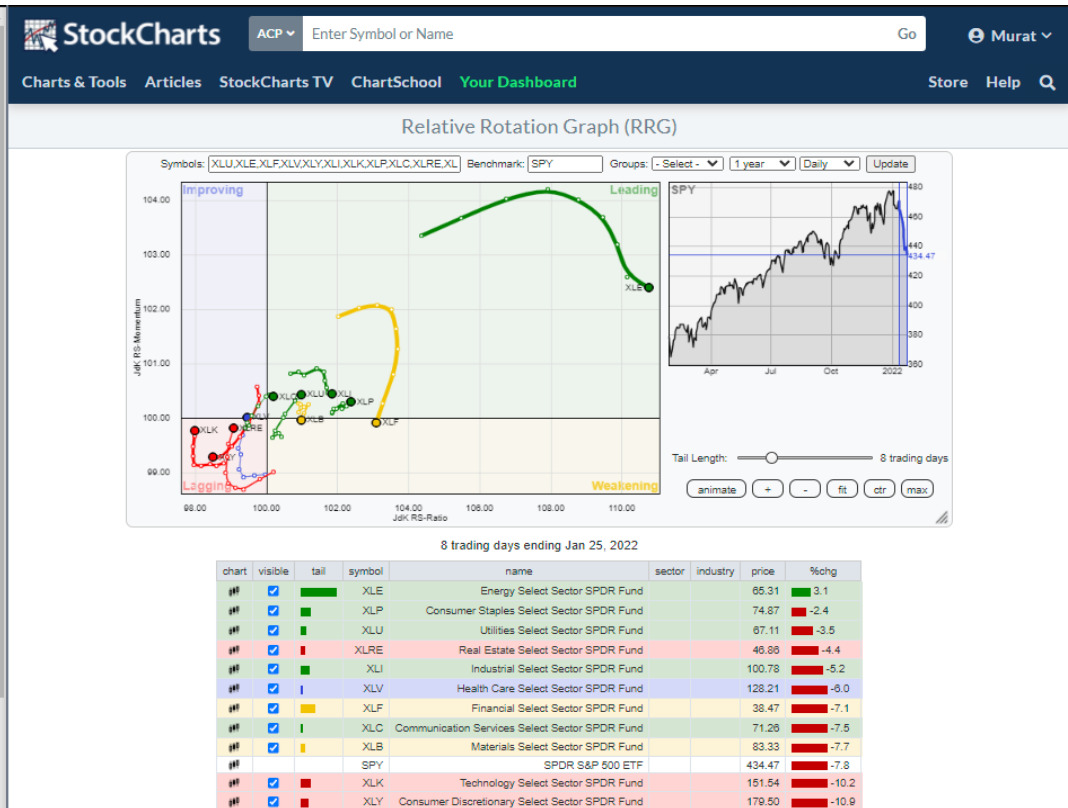 StockCharts ACP Enter Symbol or Name Go Murat
Charts & Tools Articles StockCharts TV ChartSchool Your Dashboard Store Help
Relative Rotation Graph (RRG)
Symbols: XLU,XLE,XLF,XLV,XLY,XLI,XLK,XLP,XLC,XLRE,XL Benchmark: SPY Groups: - Select - 1 year Daily Update
Improving Leading
104.00
103.00
102.00
101.00
100.00
99.00
JdK RS-Momentum
XLE
XLU XLI
XLP
XLB XLF
XLK
Lagging Weakening
98.00 100.00 102.00 104.00 106.00 108.00 110.00
JdK RS-Ratio
SPY
480
460
440
434.47
420
400
380
360
Apr Jul Oct 2022
Tail Length: 8 trading days
animate + - fit ctr max
8 trading days ending Jan 25, 2022
chart visible tail symbol name sector industry price %chg
XLE Energy Select Sector SPDR Fund 65.31 3.1
XLP Consumer Staples Select Sector SPDR Fund 74.87 -2.4
XLU Utilities Select Sector SPDR Fund 67.11 -3.5
XLRE Real Estate Select Sector SPDR Fund 46.86 -4.4
XLI Industrial Select Sector SPDR Fund 100.78 -5.2
XLV Health Care Select Sector SPDR Fund 128.21 -6.0
XLF Financial Select Sector SPDR Fund 38.47 -7.1
XLC Communication Services Select Sector SPDR Fund 71.26 -7.5
XLB Materials Select Sector SPDR Fund 83.33 -7.7
SPY SPDR S&P 500 ETF 434.47 -7.8
XLK Technology Select Sector SPDR Fund 151.54 -10.2
XLY Consumer Discretionary Select Sector SPDR Fund 179.50 -10.9